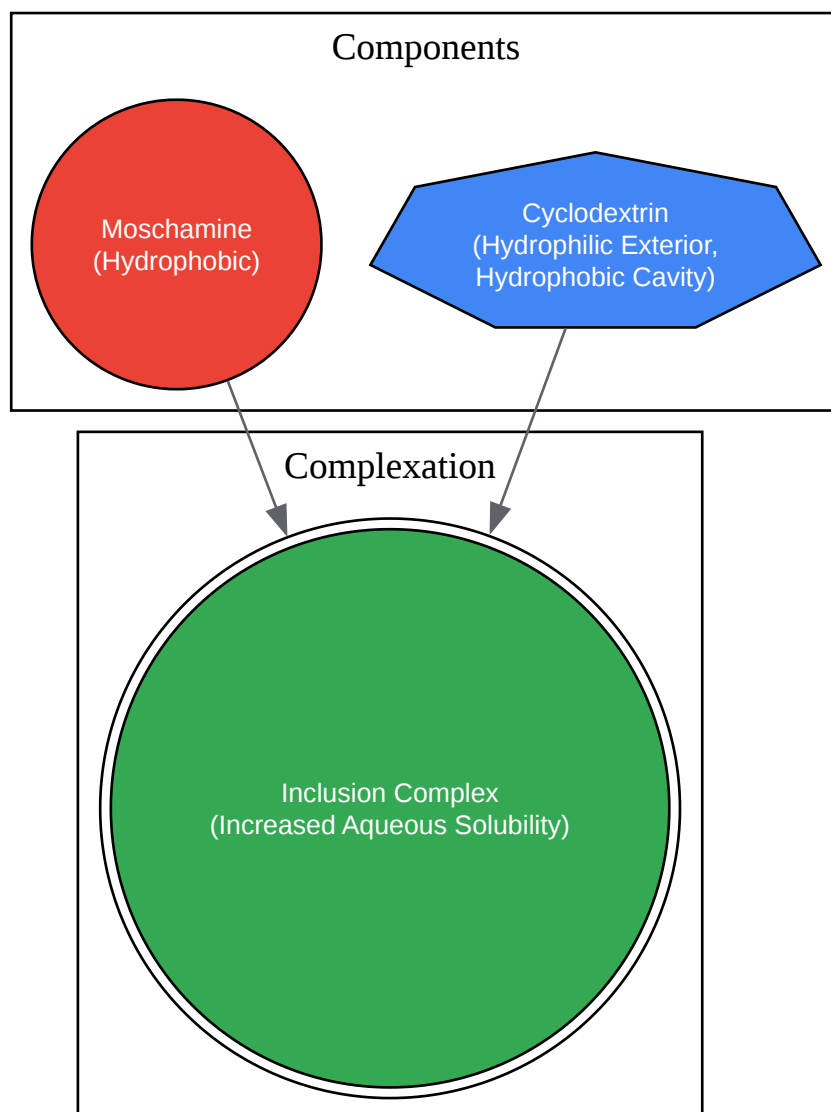 Components
Moschamine
(Hydrophobic)
Cyclodextrin
(Hydrophilic Exterior,
Hydrophobic Cavity)
Complexation
Inclusion Complex
(Increased Aqueous Solubility)